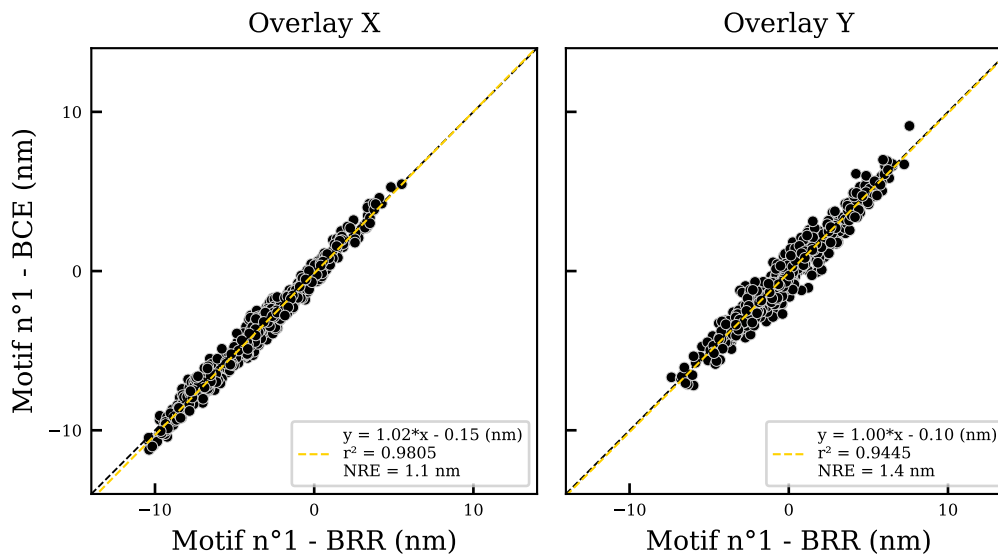 Overlay X
Overlay Y
Motif n°1 - BCE (nm)
10
0
−10
y = 1.02*x - 0.15 (nm)
r² = 0.9805
NRE = 1.1 nm
y = 1.00*x - 0.10 (nm)
r² = 0.9445
NRE = 1.4 nm
−10
0
10
−10
0
10
Motif n°1 - BRR (nm)
Motif n°1 - BRR (nm)